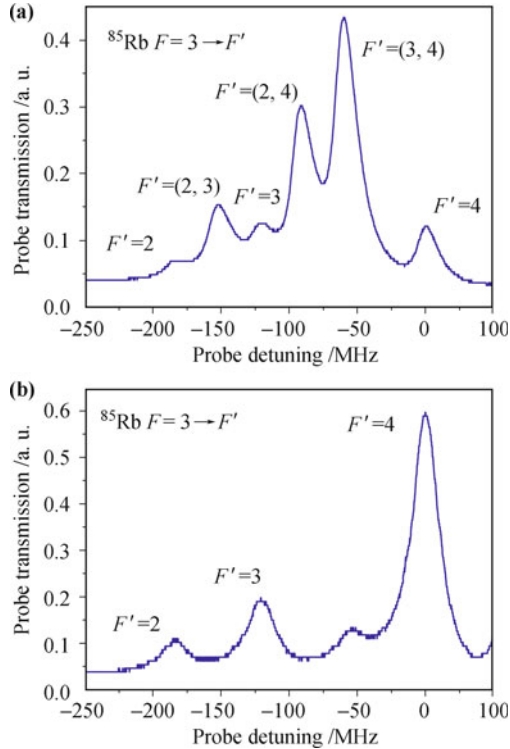 (a)
⁸⁵Rb F = 3 → F′
F′=(3, 4)
F′=(2, 4)
F′=(2, 3)
F′=3
F′=4
F′=2
Probe transmission /a. u.
0.4
0.3
0.2
0.1
0.0
−250 −200 −150 −100 −50 0 50 100
Probe detuning /MHz
(b)
⁸⁵Rb F = 3 → F′
F′=4
F′=3
F′=2
Probe transmission /a. u.
0.6
0.5
0.4
0.3
0.2
0.1
0.0
−250 −200 −150 −100 −50 0 50 100
Probe detuning /MHz